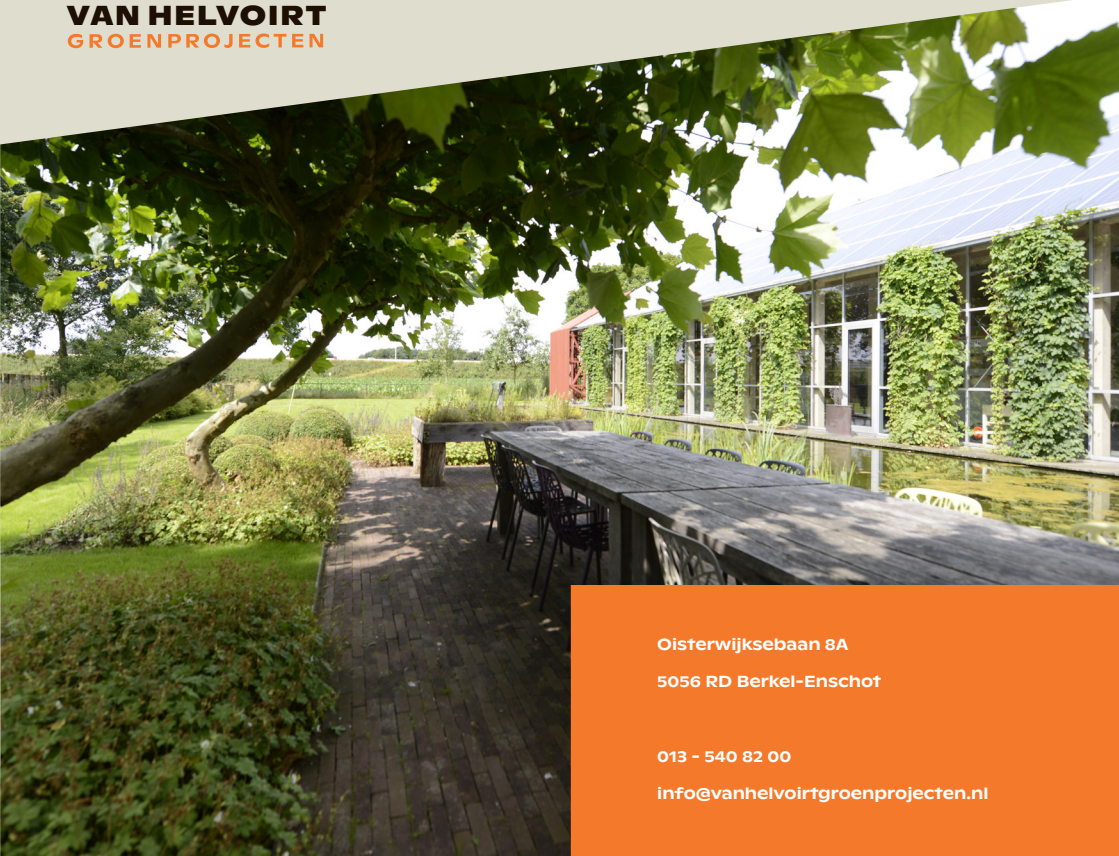 VAN HELVOIRT
GROENPROJECTEN
Oisterwijksebaan 8A
5056 RD Berkel-Enschot
013 - 540 82 00
info@vanhelvoirtgroenprojecten.nl